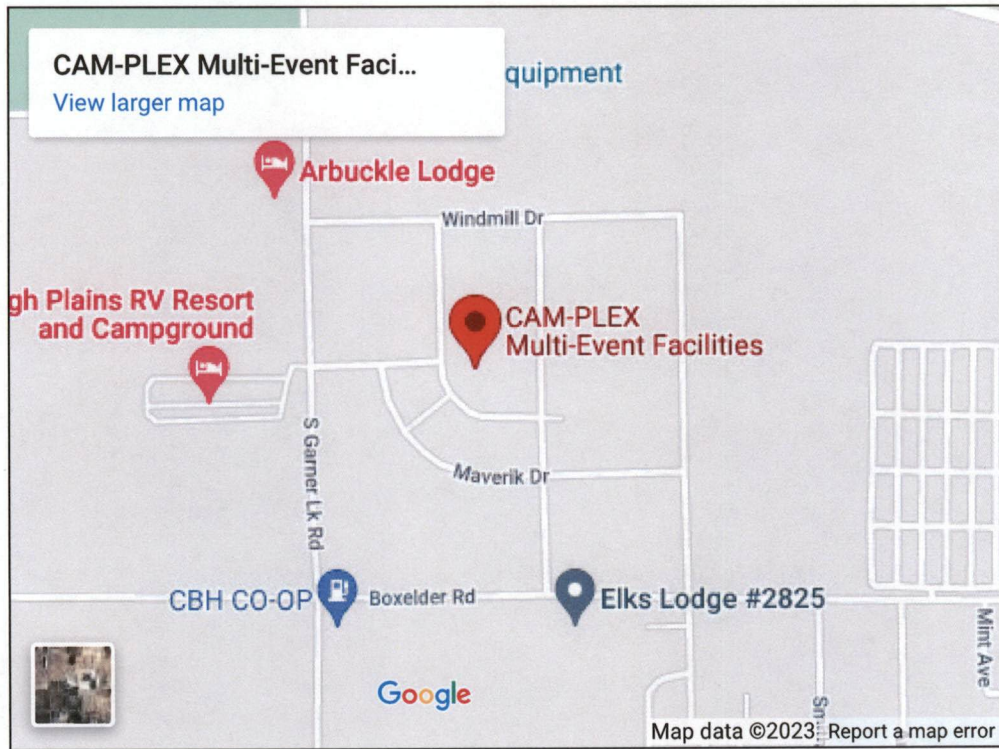 CAM-PLEX Multi-Event Faci...
View larger map
quipment
Arbuckle Lodge
Windmill Dr
gh Plains RV Resort
and Campground
CAM-PLEX
Multi-Event Facilities
S Garner Lk Rd
Maverik Dr
CBH CO-OP
Boxelder Rd
Elks Lodge #2825
Mint Ave
Google
Map data ©2023
Report a map error